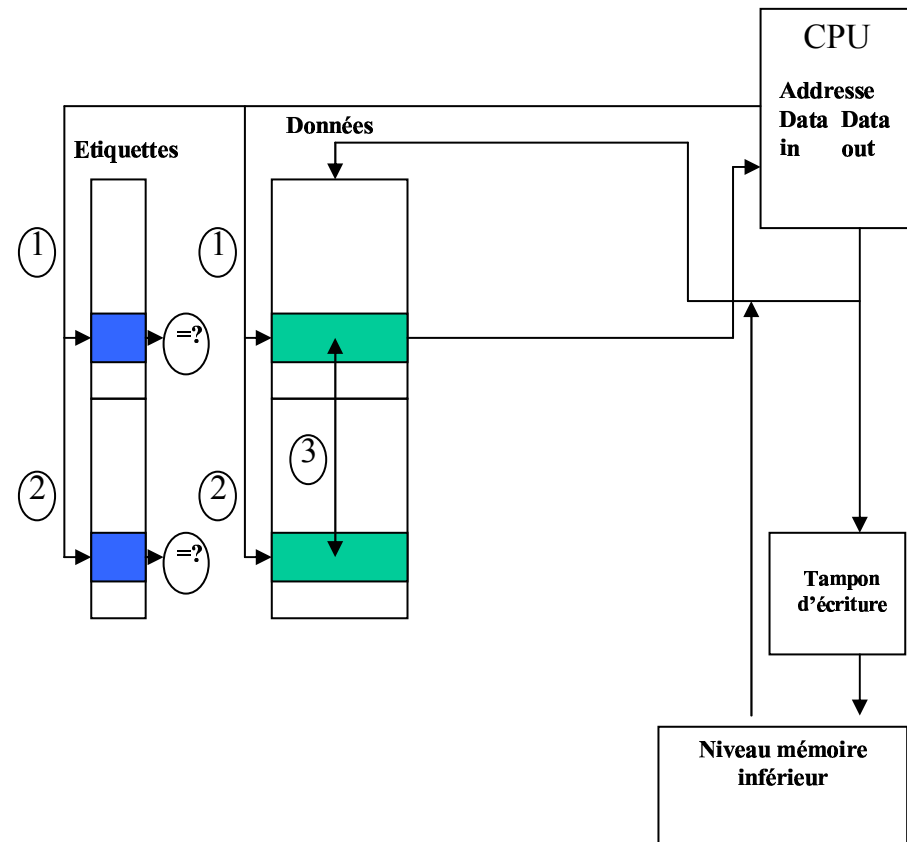 CPU
Addresse
Data Data
in out
Données
Etiquettes
1
1
=?
3
2
2
=?
Tampon
d'écriture
Niveau mémoire
inférieur